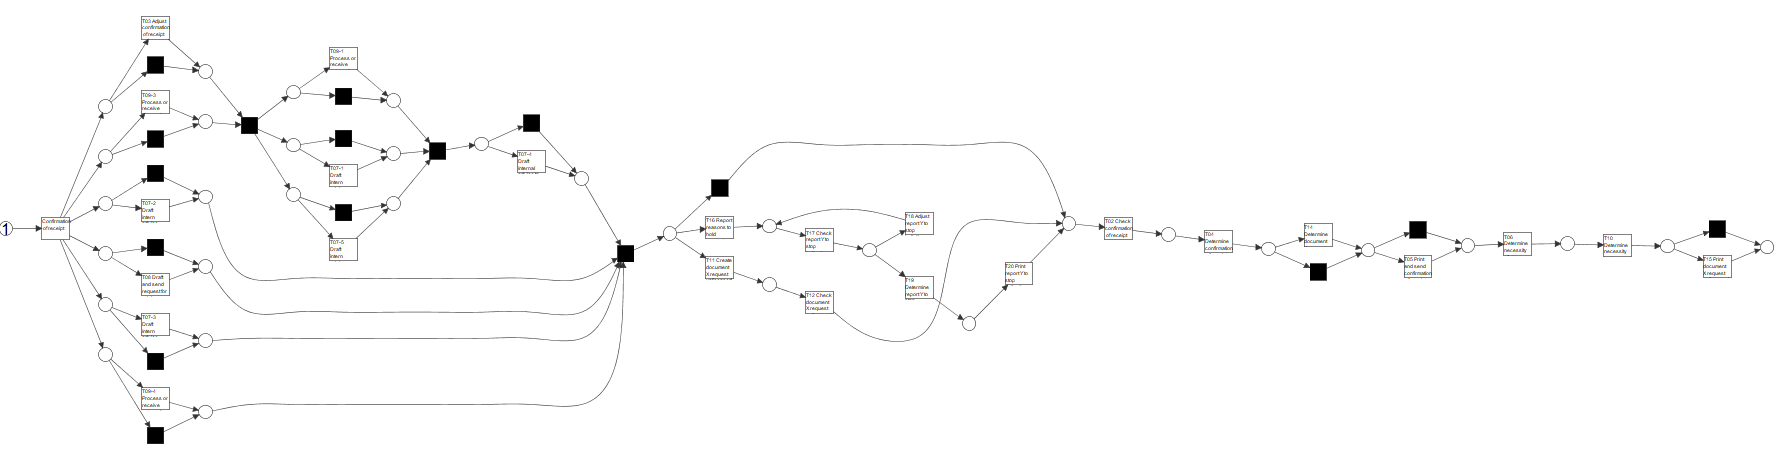 1
Confirmation
of receipt
T03 Adjust
confirmation
of receipt
T09-3
Process or
receive
T07-2
Draft
intern
T08 Draft
and send
request for
T07-3
Draft
intern
T09-4
Process or
receive
T09-1
Process or
receive
T07-1
Draft
intern
T07-5
Draft
intern
T07-4
Draft
internal
T16 Report
reasons to
hold
T11 Create
document
X request
T17 Check
report Y to
stop
T12 Check
document
X request
T18 Adjust
report Y to
stop
T19
Determine
report Y to
T20 Print
report Y to
stop
T02 Check
confirmation
of receipt
T04
Determine
confirmation
T14
Determine
document
T05 Print
and send
confirmation
T06
Determine
necessity
T10
Determine
necessity
T15 Print
document
X request